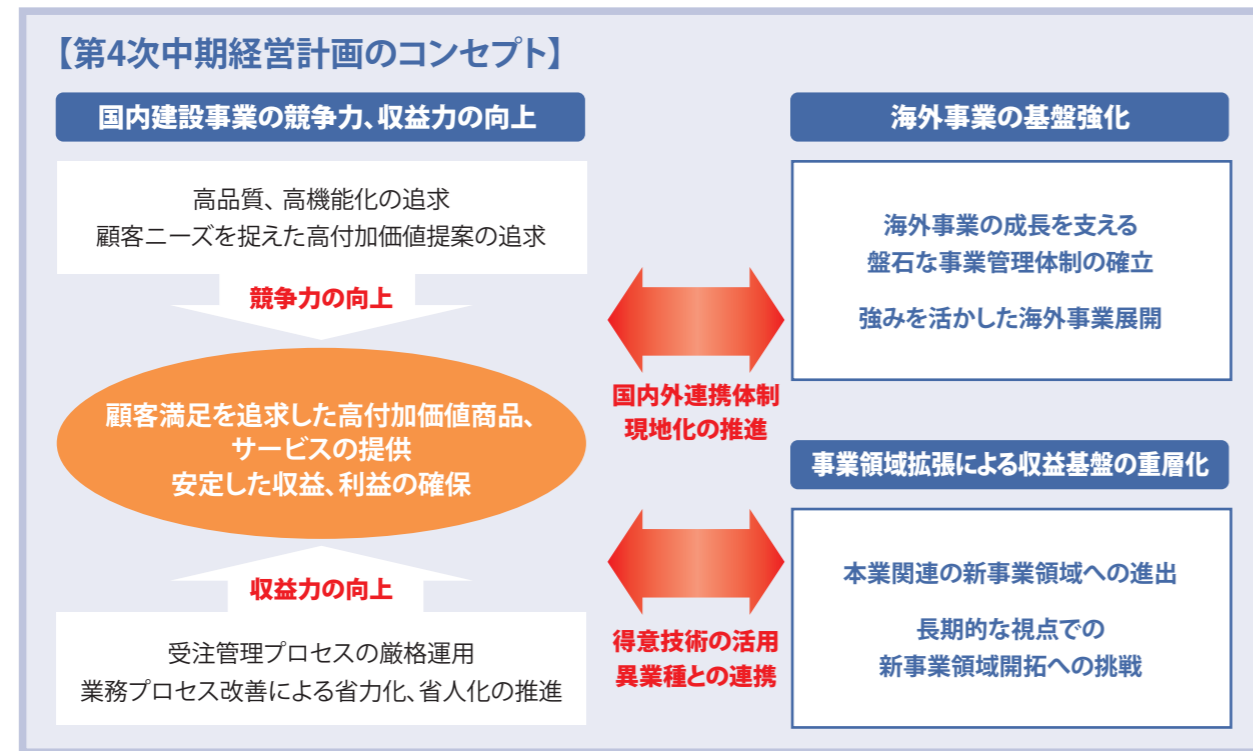 【第4次中期経営計画のコンセプト】
国内建設事業の競争力、収益力の向上
高品質、高機能化の追求
顧客ニーズを捉えた高付加価値提案の追求
競争力の向上
顧客満足を追求した高付加価値商品、
サービスの提供
安定した収益、利益の確保
収益力の向上
受注管理プロセスの厳格運用
業務プロセス改善による省力化、省人化の推進
国内外連携体制
現地化の推進
得意技術の活用
異業種との連携
海外事業の基盤強化
海外事業の成長を支える
盤石な事業管理体制の確立
強みを活かした海外事業展開
事業領域拡張による収益基盤の重層化
本業関連の新事業領域への進出
長期的な視点での
新事業領域開拓への挑戦